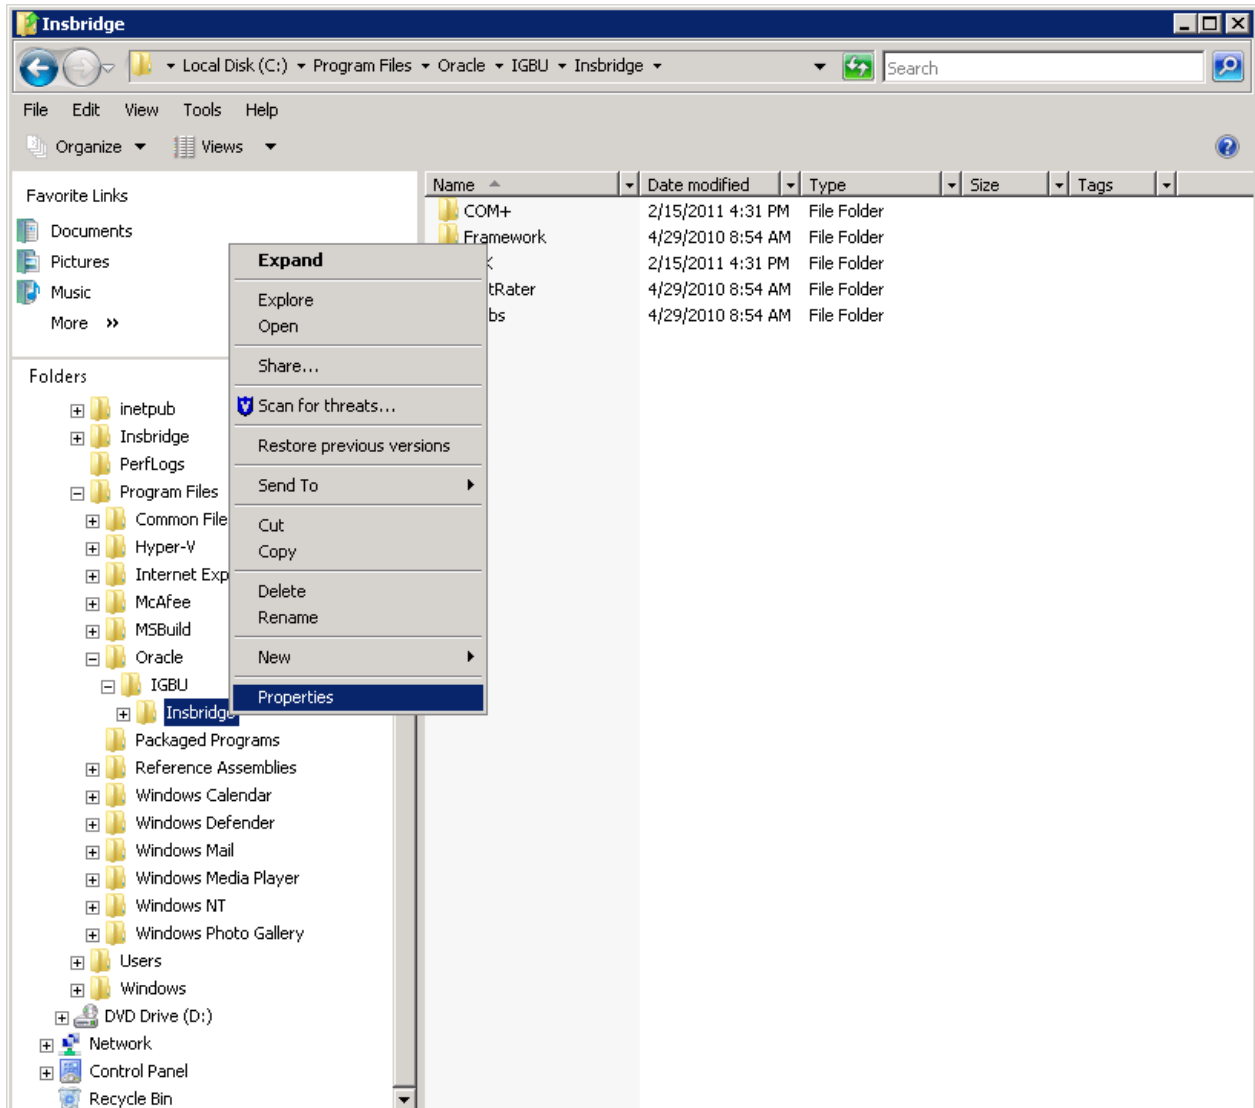 Insbridge
Local Disk (C:) Program Files Oracle IGBU Insbridge
Search
File Edit View Tools Help
Organize Views
Favorite Links
Documents
Pictures
Music
More »
Folders
inetpub
Insbridge
PerfLogs
Program Files
Common File
Hyper-V
Internet Exp
McAfee
MSBuild
Oracle
IGBU
Insbridge
Packaged Programs
Reference Assemblies
Windows Calendar
Windows Defender
Windows Mail
Windows Media Player
Windows NT
Windows Photo Gallery
Users
Windows
DVD Drive (D:)
Network
Control Panel
Recycle Bin
Expand
Explore
Open
Share...
Scan for threats...
Restore previous versions
Send To
Cut
Copy
Delete
Rename
New
Properties
Name Date modified Type Size Tags
COM+ 2/15/2011 4:31 PM File Folder
Framework 4/29/2010 8:54 AM File Folder
2/15/2011 4:31 PM File Folder
tRater 4/29/2010 8:54 AM File Folder
bs 4/29/2010 8:54 AM File Folder